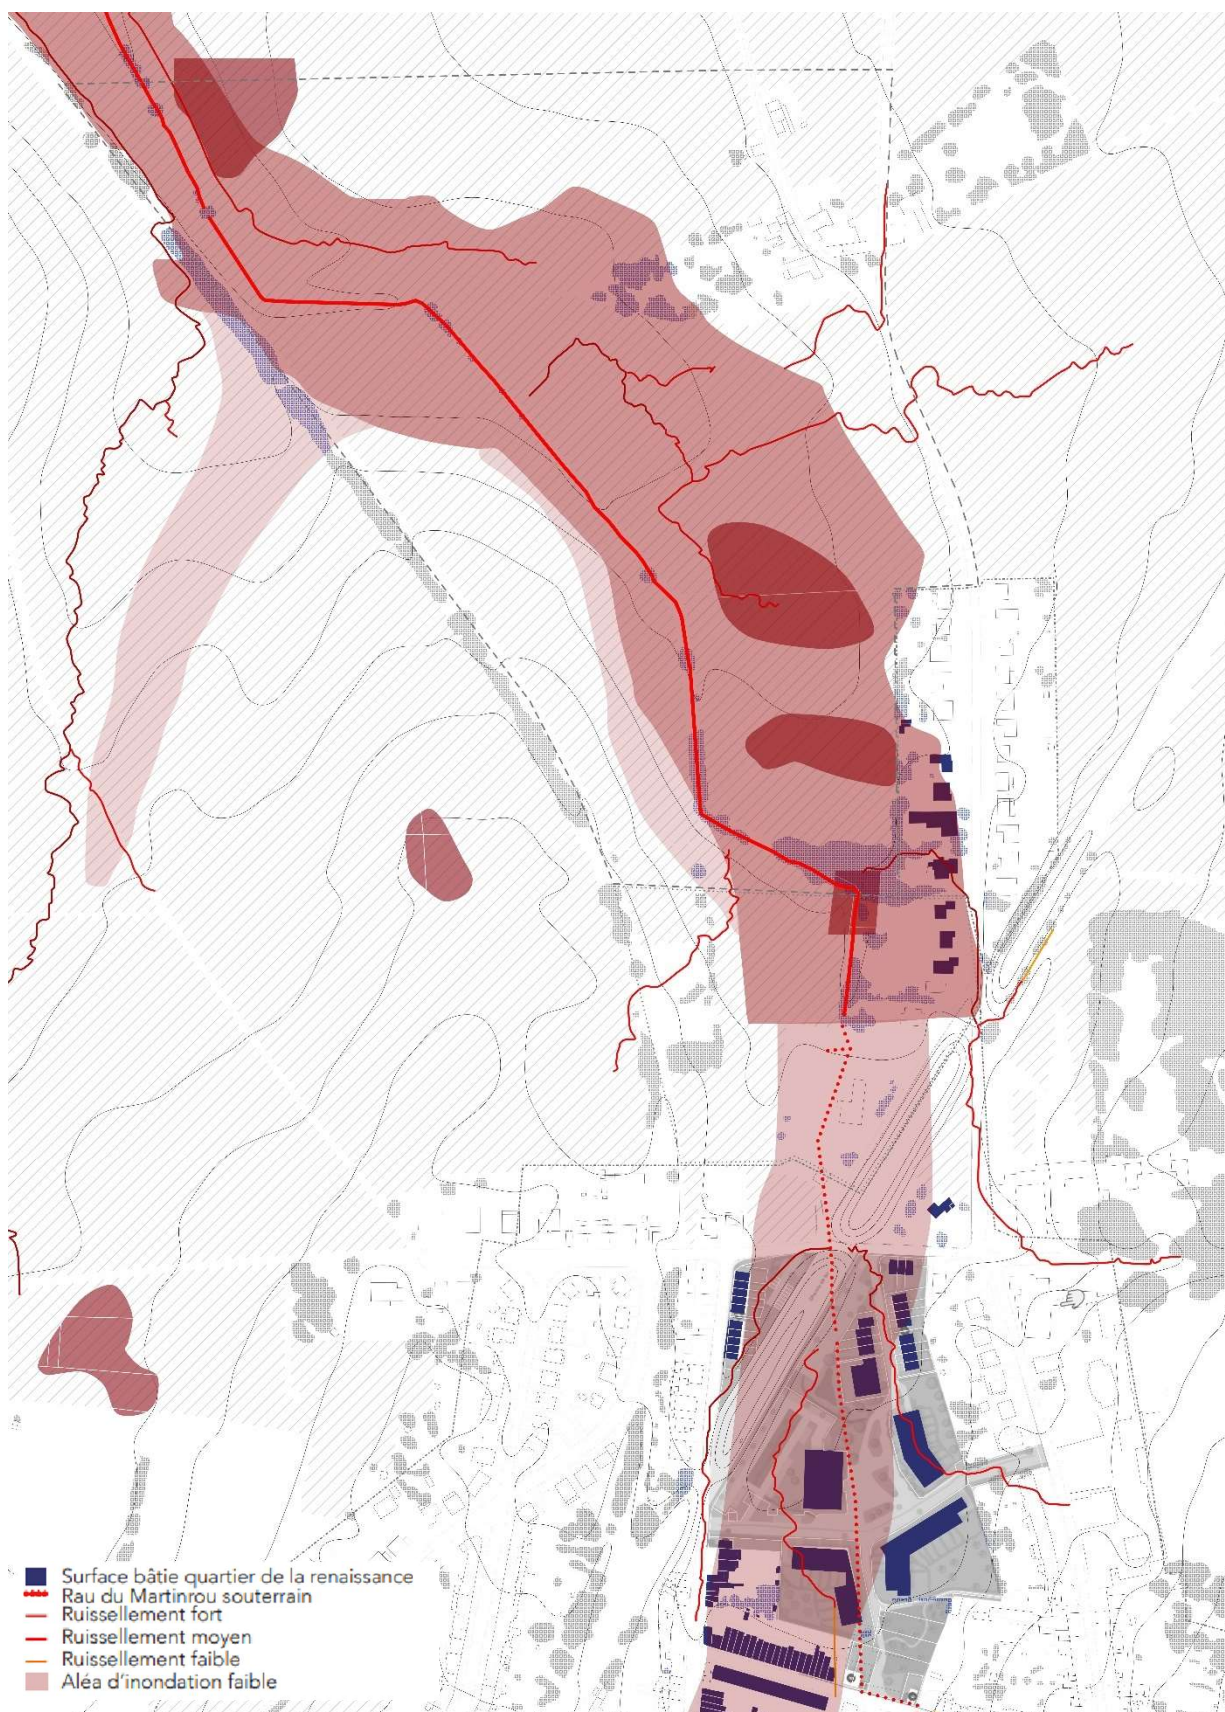 Surface bâtie quartier de la renaissance
Rau du Martinrou souterrain
Ruissellement fort
Ruissellement moyen
Ruissellement faible
Aléa d'inondation faible